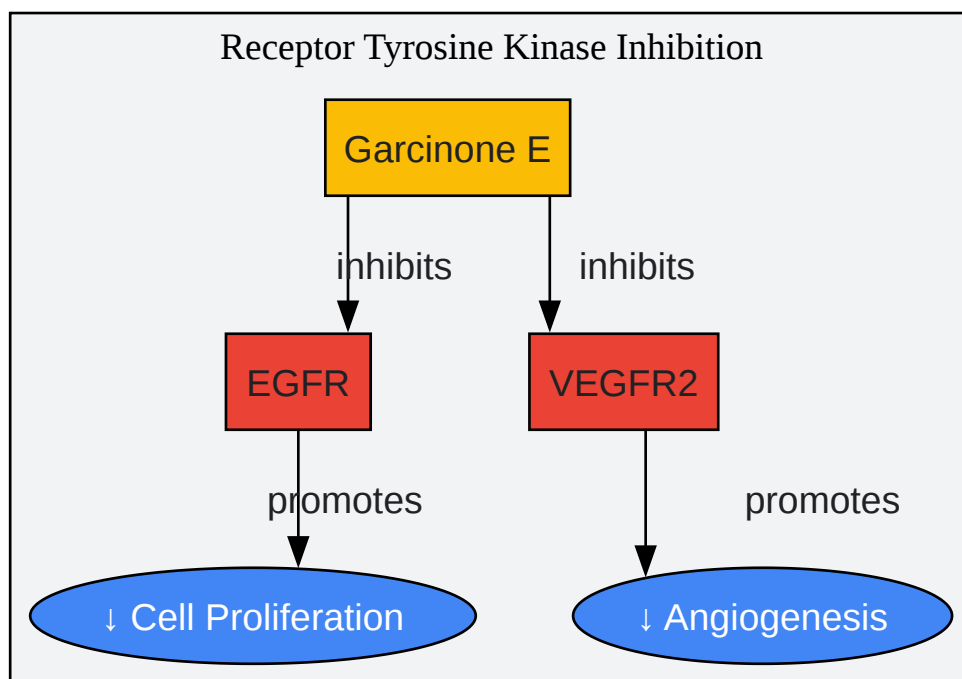 Receptor Tyrosine Kinase Inhibition
Garcinone E
inhibits
inhibits
EGFR
VEGFR2
promotes
promotes
↓ Cell Proliferation
↓ Angiogenesis